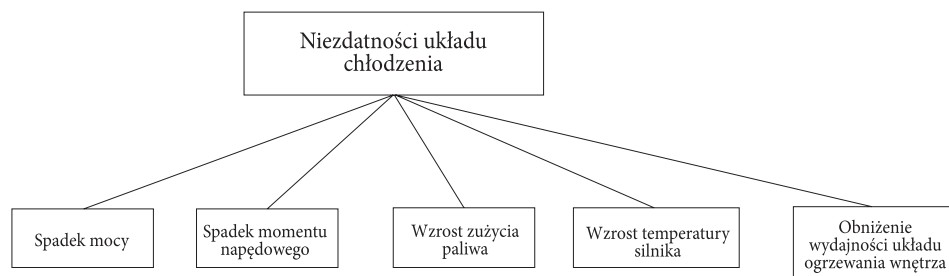 Niezdatności układu
chłodzenia
Spadek mocy
Spadek momentu
napędowego
Wzrost zużycia
paliwa
Wzrost temperatury
silnika
Obniżenie
wydajności układu
ogrzewania wnętrza